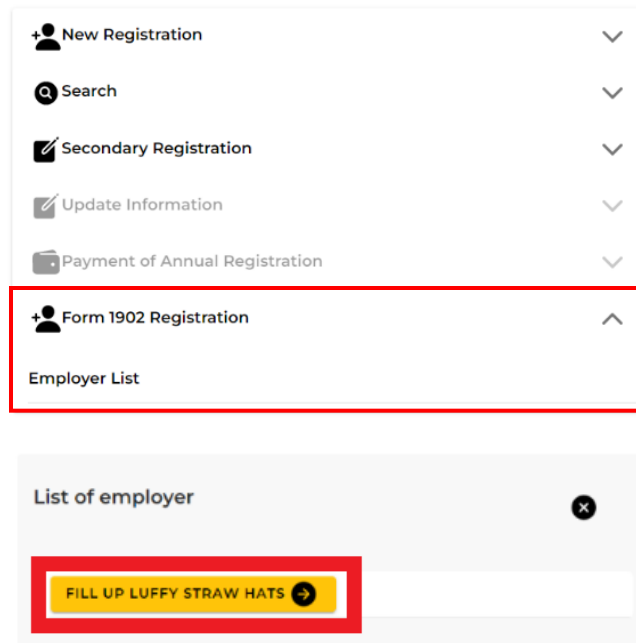 New Registration
Search
Secondary Registration
Update Information
Payment of Annual Registration
Form 1902 Registration
Employer List
List of employer
FILL UP LUFFY STRAW HATS